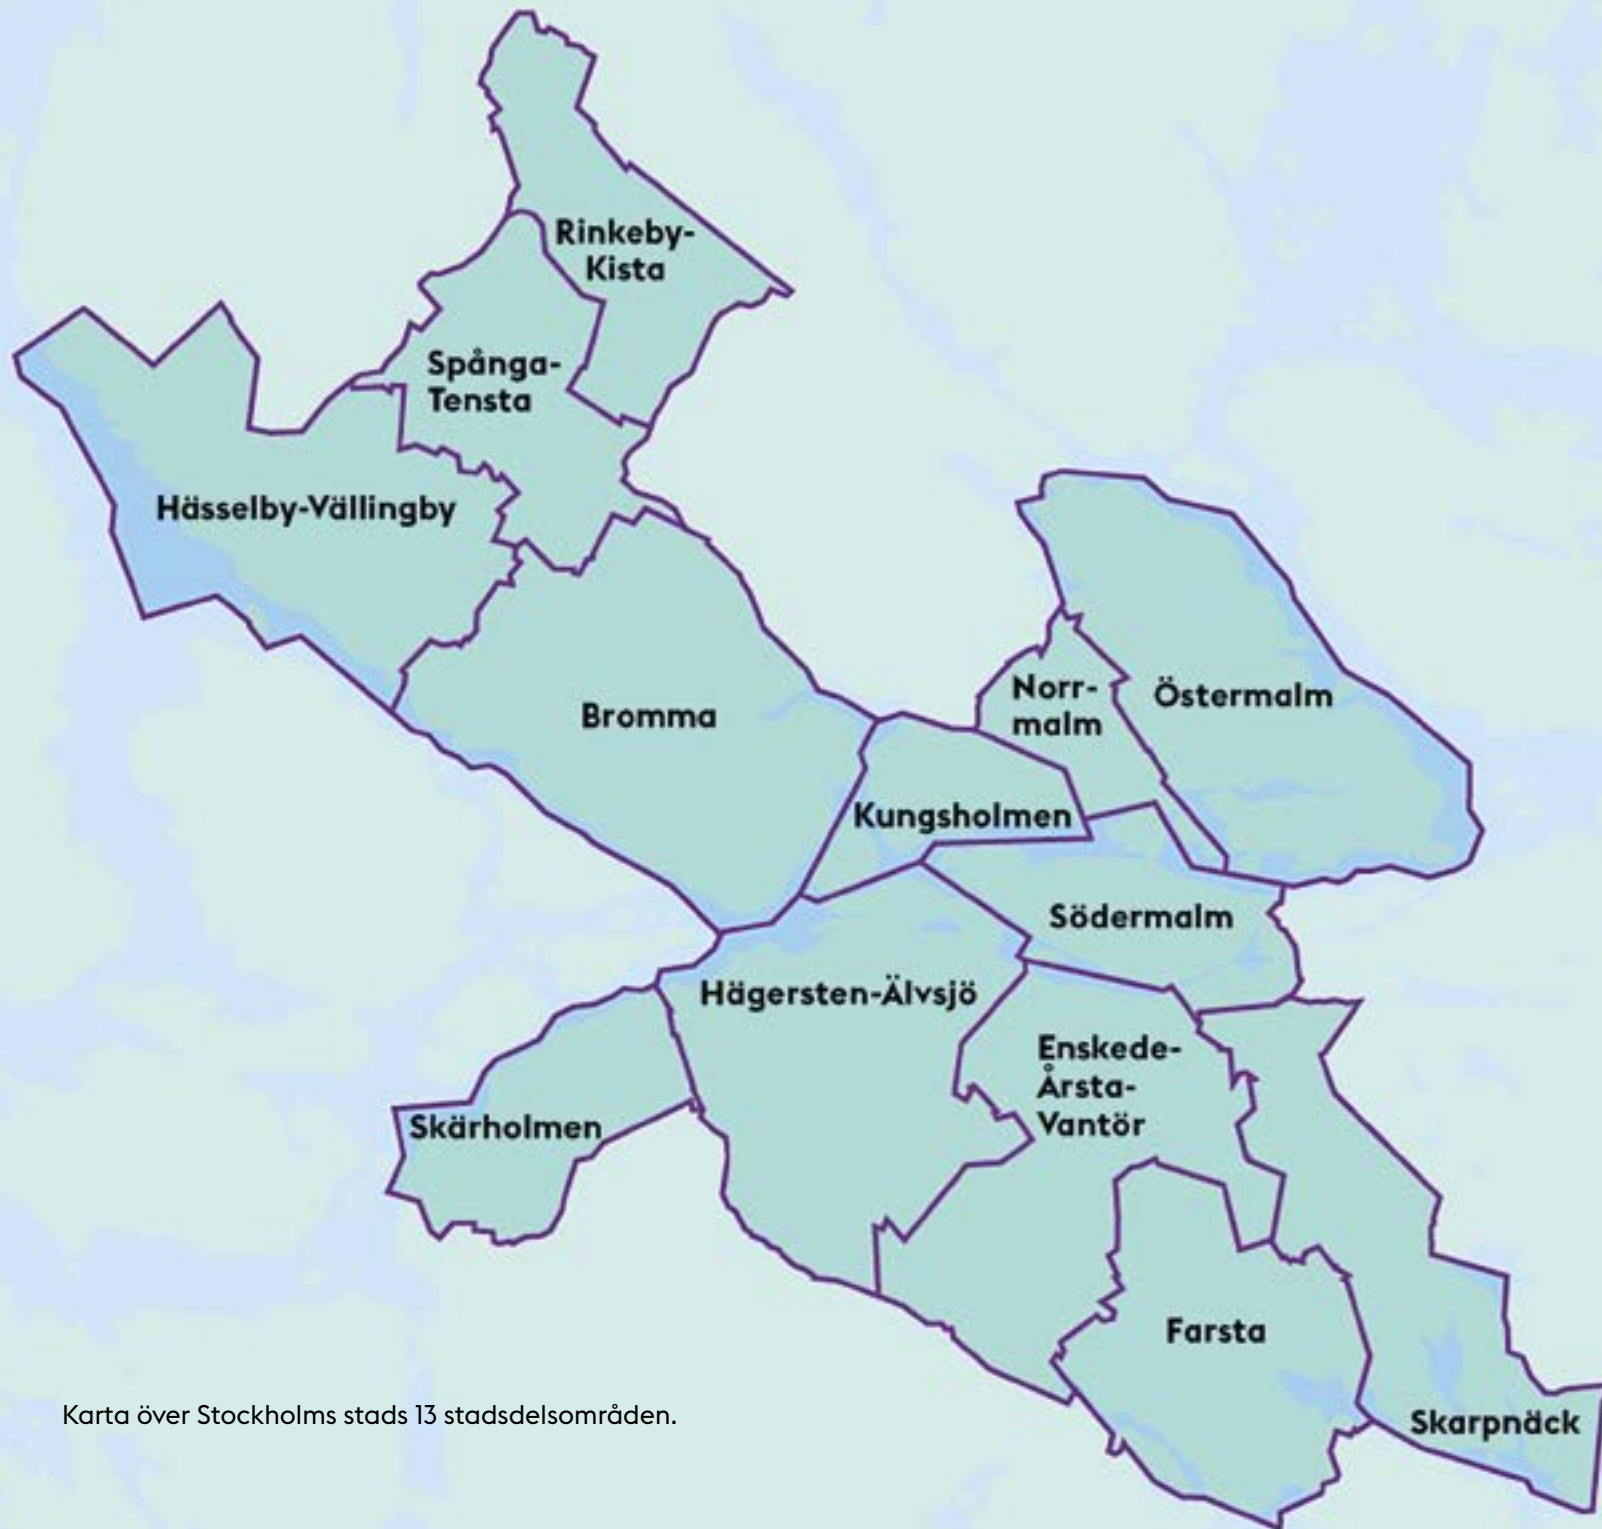 Rinkeby-
Kista
Spånga-
Tensta
Hässelby-Vällingby
Bromma
Norr-
malm
Östermalm
Kungsholmen
Södermalm
Hägersten-Älvsjö
Enskede-
Årsta-
Vantör
Skärholmen
Farsta
Skarpnäck
Karta över Stockholms stads 13 stadsdelsområden.